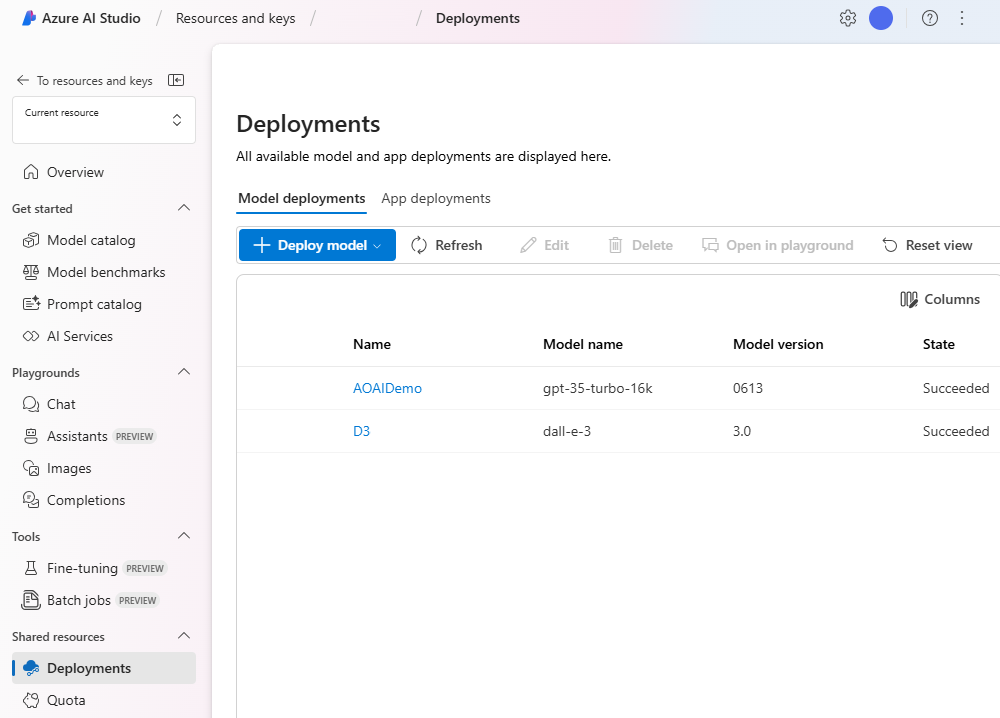 Azure AI Studio / Resources and keys / / Deployments
To resources and keys
Current resource
Overview
Get started
Model catalog
Model benchmarks
Prompt catalog
AI Services
Playgrounds
Chat
Assistants PREVIEW
Images
Completions
Tools
Fine-tuning PREVIEW
Batch jobs PREVIEW
Shared resources
Deployments
Quota
Deployments
All available model and app deployments are displayed here.
Model deployments App deployments
Deploy model Refresh Edit Delete Open in playground Reset view
Columns
Name Model name Model version State
AOAIDemo gpt-35-turbo-16k 0613 Succeeded
D3 dall-e-3 3.0 Succeeded